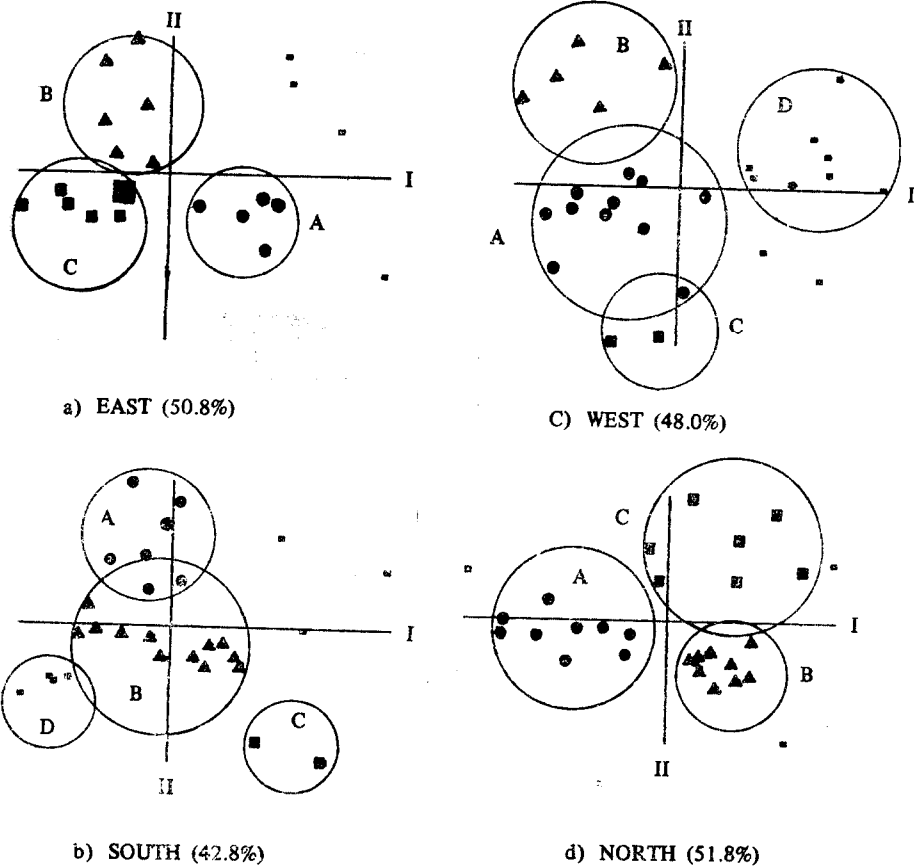 II
B
I
A
C
a) EAST (50.8%)
II
B
D
I
A
C
C) WEST (48.0%)
A
I
B
D
C
II
b) SOUTH (42.8%)
C
A
I
B
II
d) NORTH (51.8%)